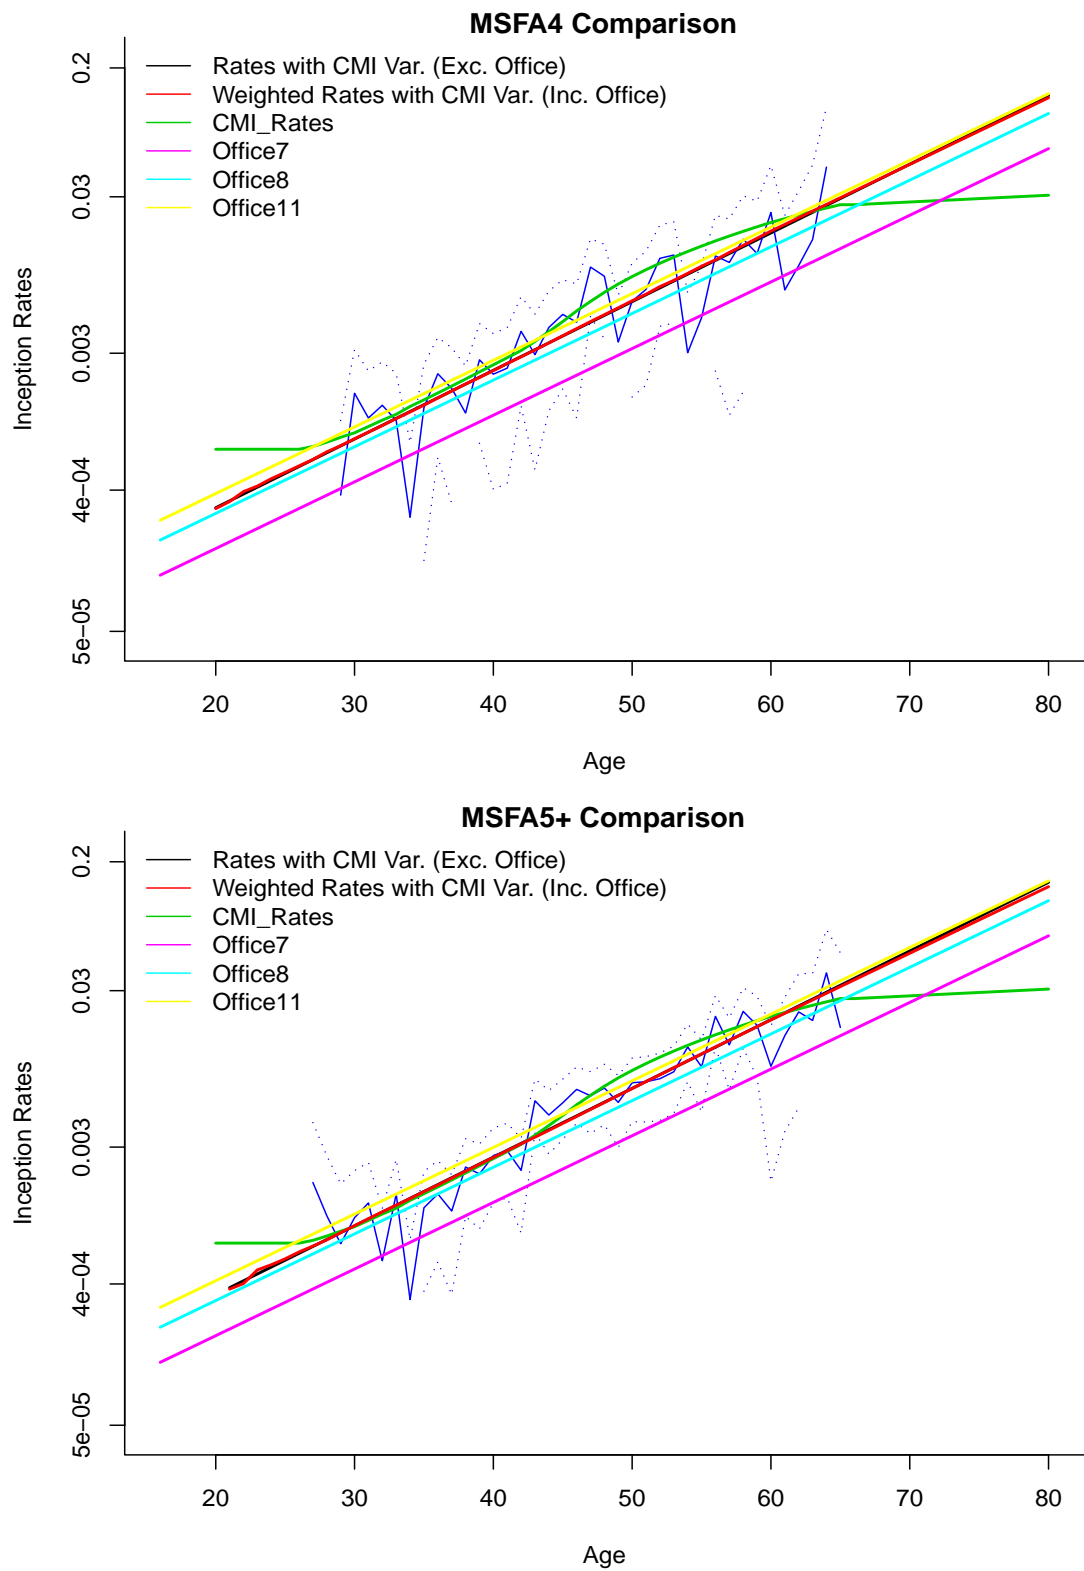 MSFA4 Comparison
Rates with CMI Var. (Exc. Office)
Weighted Rates with CMI Var. (Inc. Office)
CMI_Rates
Office7
Office8
Office11
Inception Rates
0.2
0.03
0.003
4e−04
5e−05
20 30 40 50 60 70 80
Age
MSFA5+ Comparison
Rates with CMI Var. (Exc. Office)
Weighted Rates with CMI Var. (Inc. Office)
CMI_Rates
Office7
Office8
Office11
Inception Rates
0.2
0.03
0.003
4e−04
5e−05
20 30 40 50 60 70 80
Age